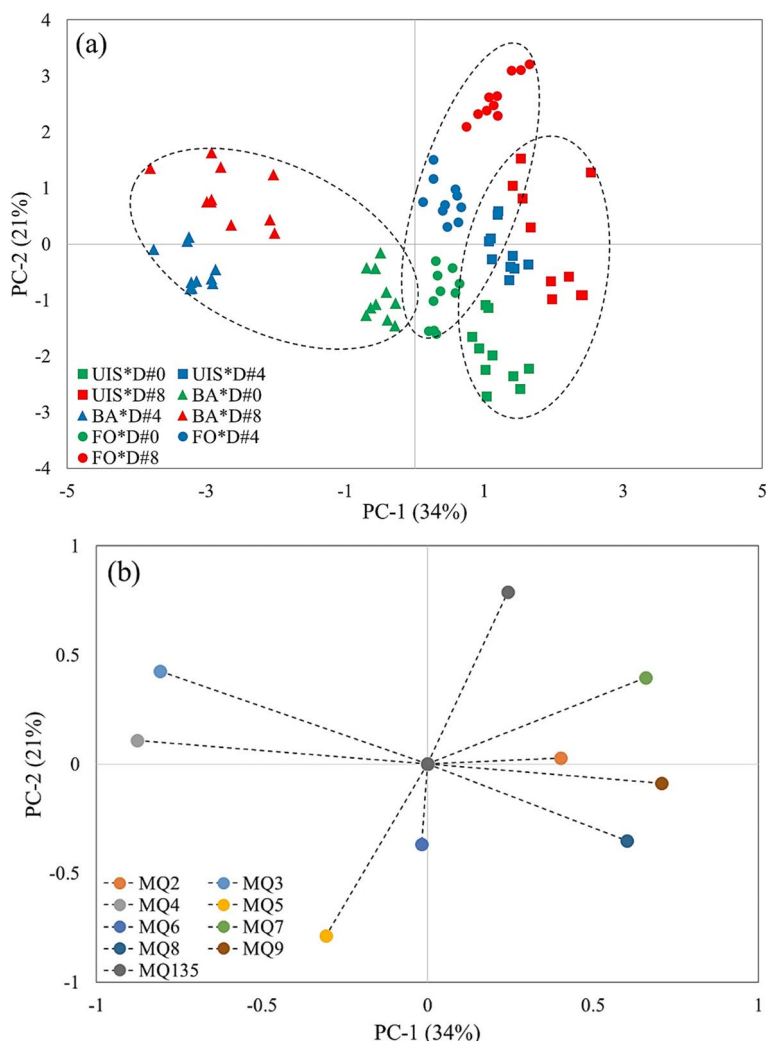 (a)
4
3
2
1
0
-1
-2
-3
-4
PC-2 (21%)
UIS*D#0 UIS*D#4
UIS*D#8 BA*D#0
BA*D#4 BA*D#8
FO*D#0 FO*D#4
FO*D#8
-5 -3 -1 1 3 5
PC-1 (34%)
(b)
1
0.5
0
-0.5
-1
PC-2 (21%)
MQ2 MQ3
MQ4 MQ5
MQ6 MQ7
MQ8 MQ9
MQ135
-1 -0.5 0 0.5 1
PC-1 (34%)